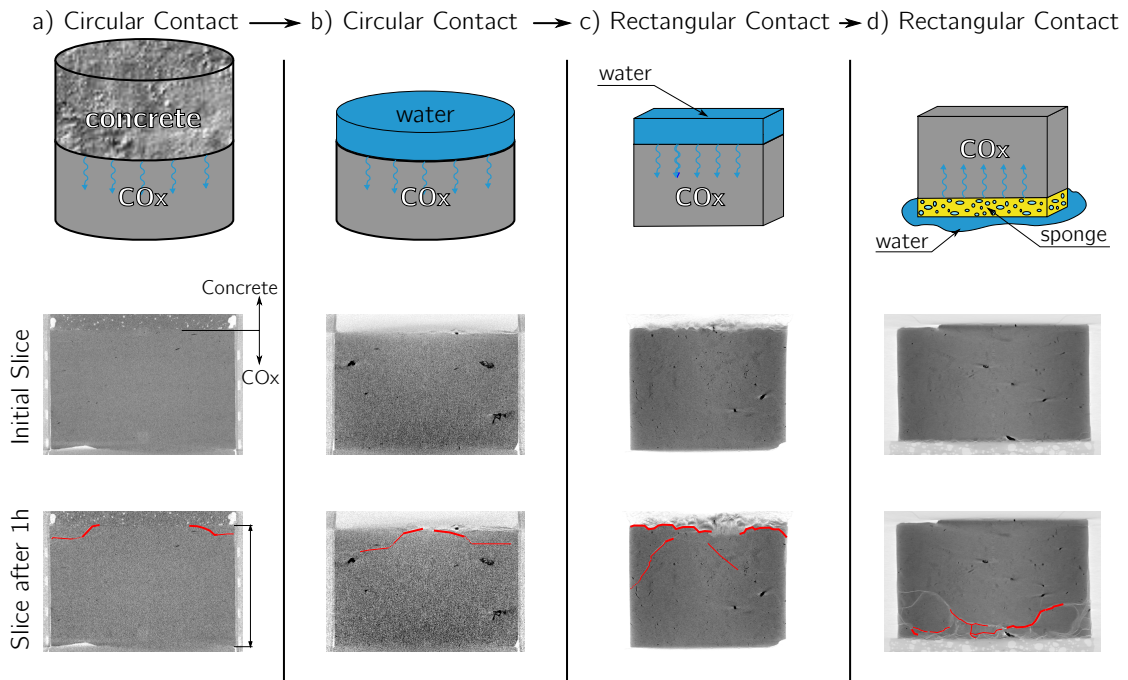 a) Circular Contact
b) Circular Contact
c) Rectangular Contact
d) Rectangular Contact
concrete
COx
water
COx
water
COx
COx
water
sponge
Initial Slice
Concrete
COx
Slice after 1h